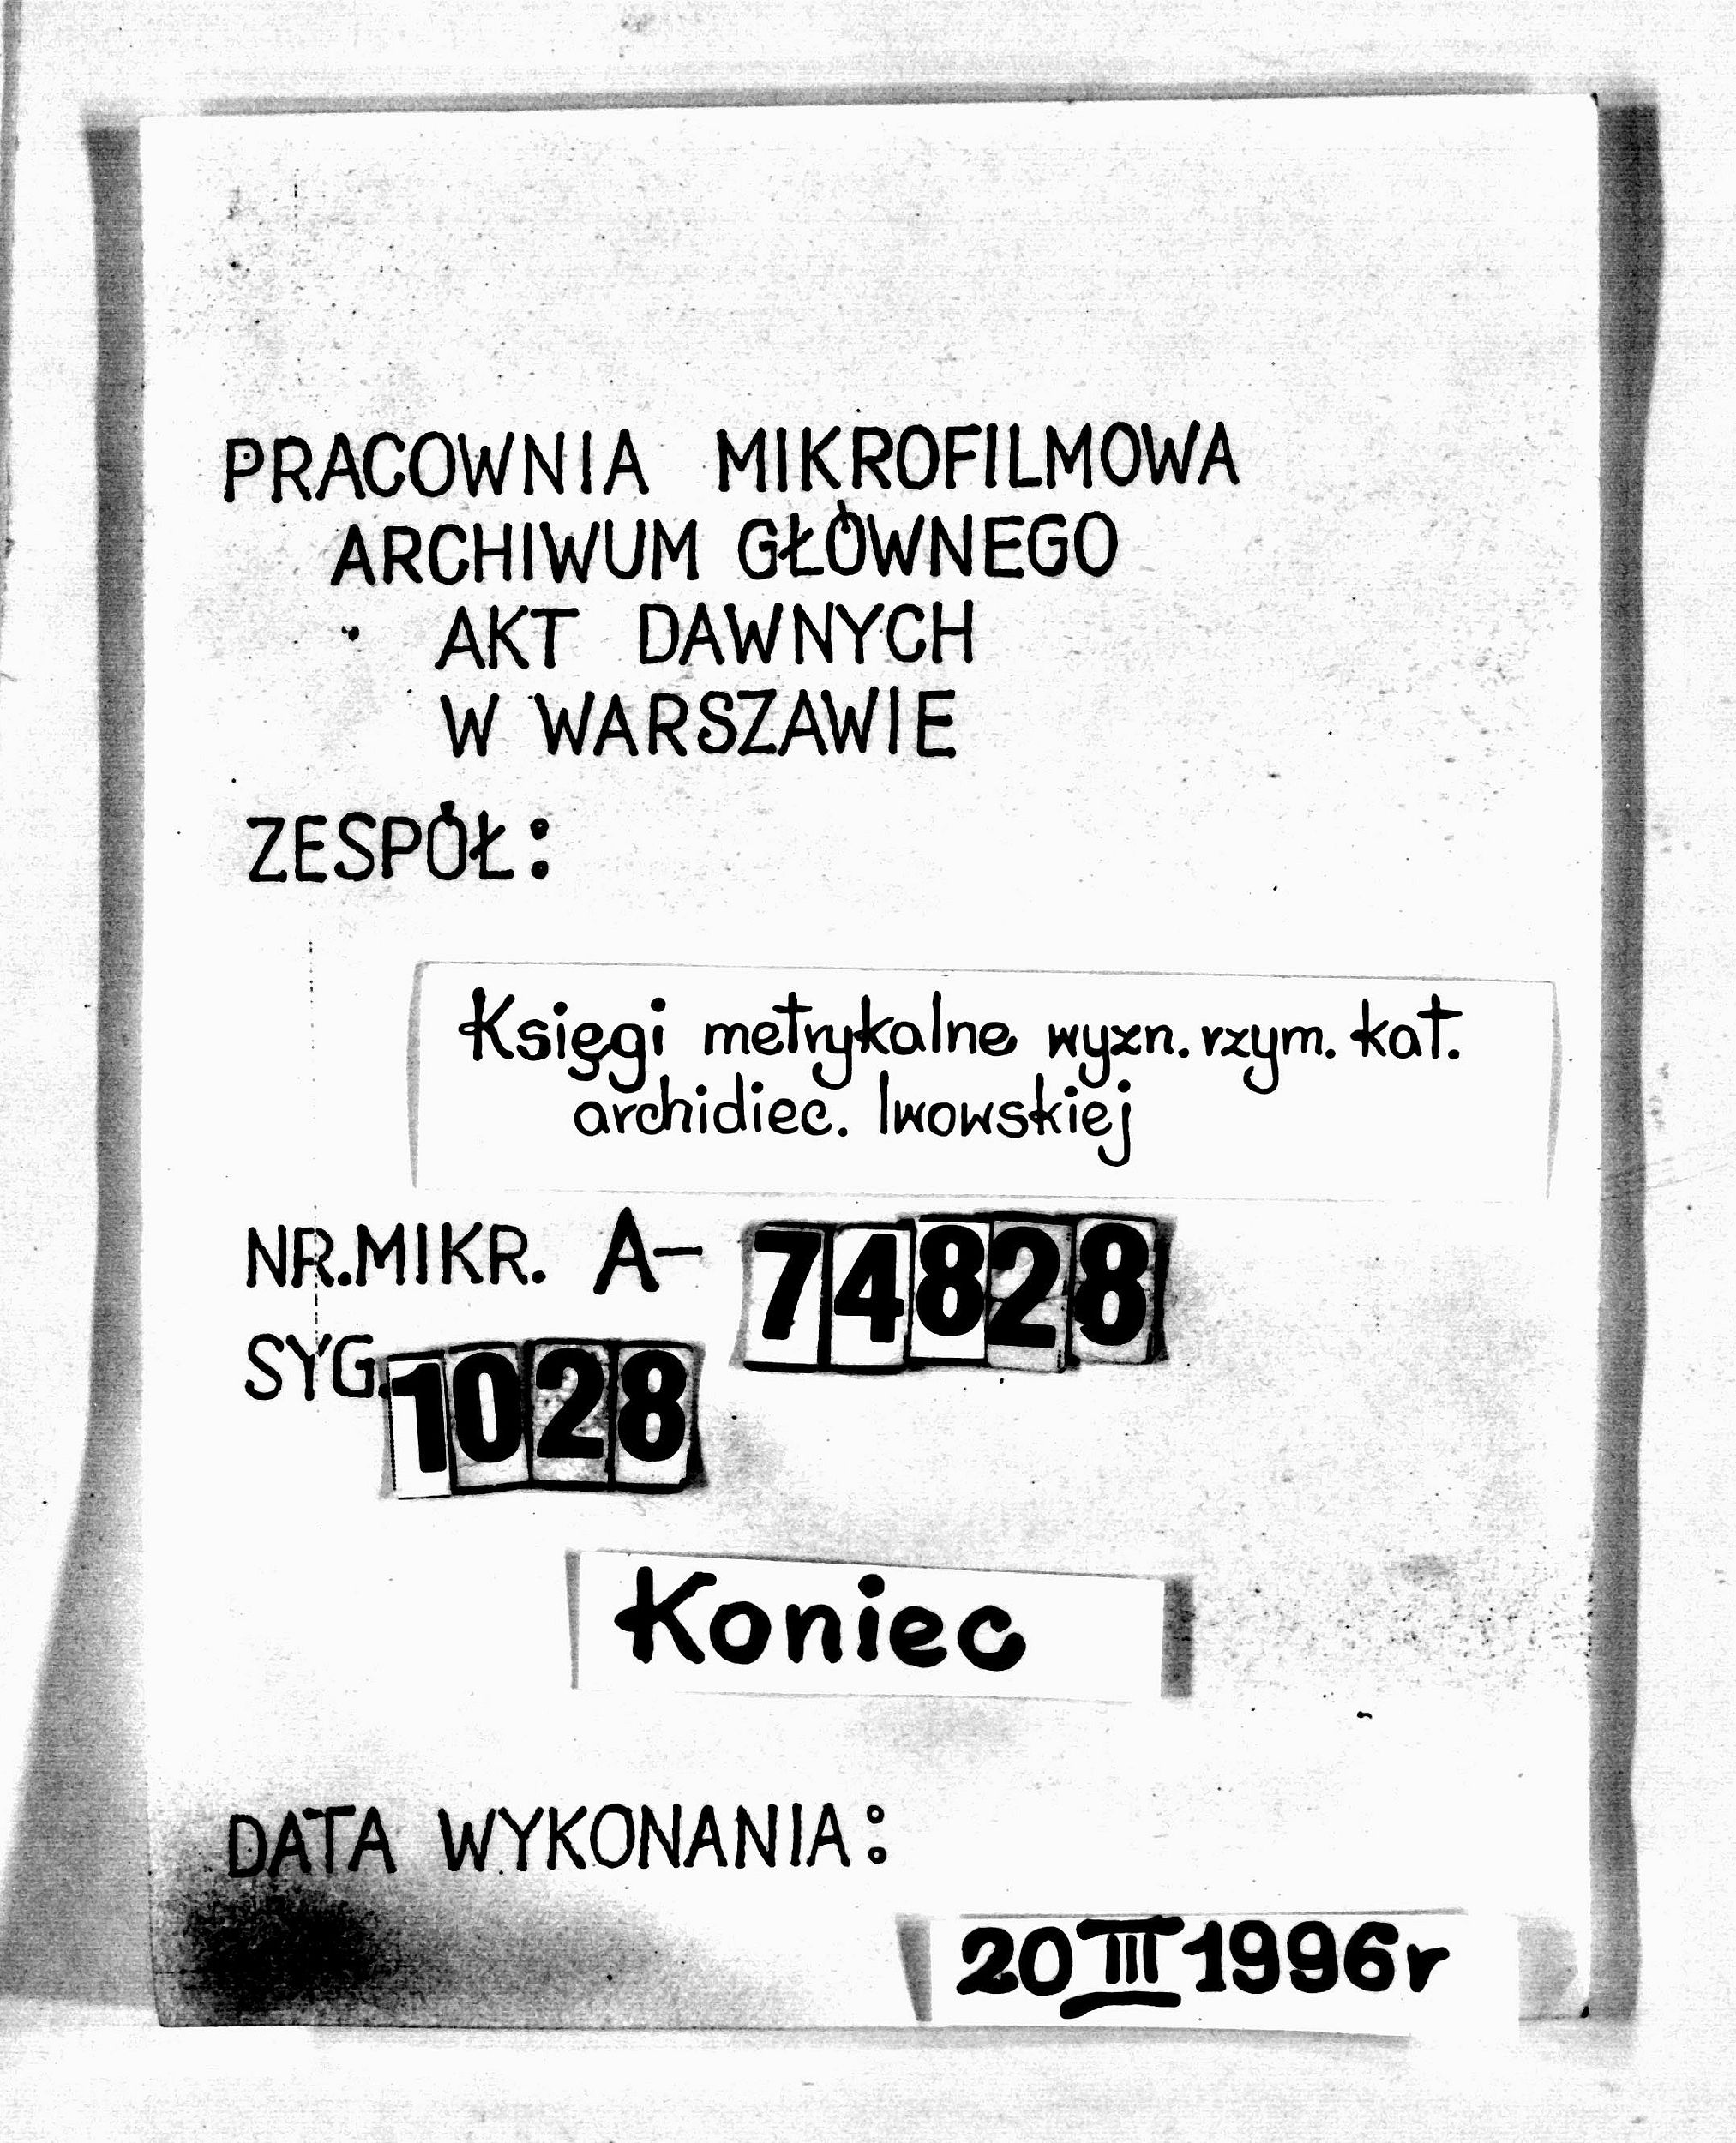 PRACOWNIA MIKROFILMOWA
ARCHIWUM GŁÓWNEGO
AKT DAWNYCH
W WARSZAWIE
ZESPÓŁ:
Księgi metrykalne wyzn. rzym. kat.
archidiec. lwowskiej
NR.MIKR. A- 74828
SYG. 1028
Koniec
DATA WYKONANIA:
20 III 1996r